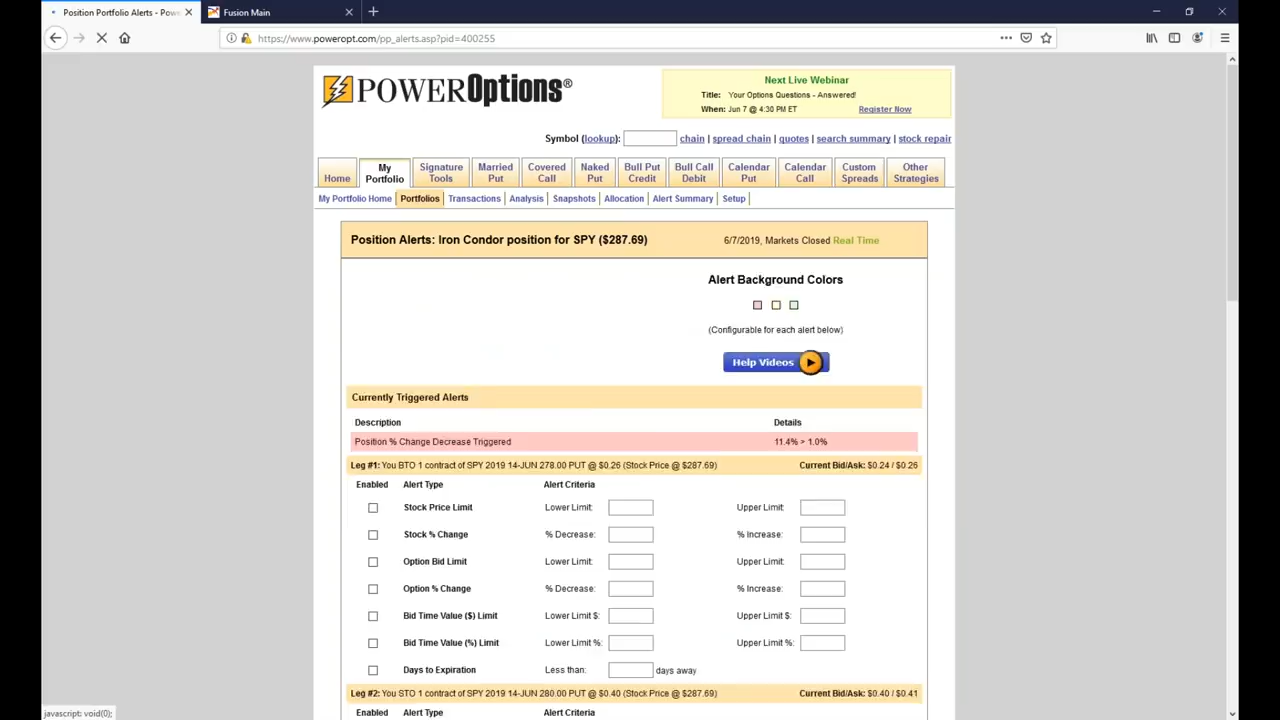 Position Portfolio Alerts - Pow
Fusion Main
https://www.poweropt.com/pp_alerts.asp?pid=400255
POWEROptions®
Next Live Webinar
Title: Your Options Questions - Answered!
When: Jun 7 @ 4:30 PM ET Register Now
Symbol (lookup): chain | spread chain | quotes | search summary | stock repair
Home My Portfolio Signature Tools Married Put Covered Call Naked Put Bull Put Credit Bull Call Debit Calendar Put Calendar Call Custom Spreads Other Strategies
My Portfolio Home Portfolios Transactions Analysis Snapshots Allocation Alert Summary Setup
Position Alerts: Iron Condor position for SPY ($287.69) 6/7/2019, Markets Closed Real Time
Alert Background Colors
(Configurable for each alert below)
Help Videos
Currently Triggered Alerts
Description Details
Position % Change Decrease Triggered 11.4% > 1.0%
Leg #1: You BTO 1 contract of SPY 2019 14-JUN 278.00 PUT @ $0.26 (Stock Price @ $287.69) Current Bid/Ask: $0.24 / $0.26
Enabled Alert Type Alert Criteria
Stock Price Limit Lower Limit: Upper Limit:
Stock % Change % Decrease: % Increase:
Option Bid Limit Lower Limit: Upper Limit:
Option % Change % Decrease: % Increase:
Bid Time Value ($) Limit Lower Limit $: Upper Limit $:
Bid Time Value (%) Limit Lower Limit %: Upper Limit %:
Days to Expiration Less than: days away
Leg #2: You STO 1 contract of SPY 2019 14-JUN 280.00 PUT @ $0.40 (Stock Price @ $287.69) Current Bid/Ask: $0.40 / $0.41
Enabled Alert Type Alert Criteria
javascript: void(0);